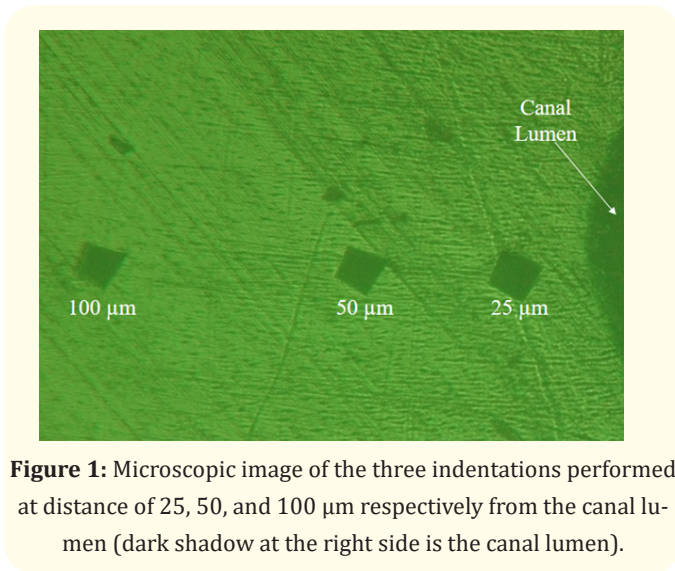 Canal
Lumen
100 µm
50 µm
25 µm
Figure 1: Microscopic image of the three indentations performed
at distance of 25, 50, and 100 µm respectively from the canal lu-
men (dark shadow at the right side is the canal lumen).